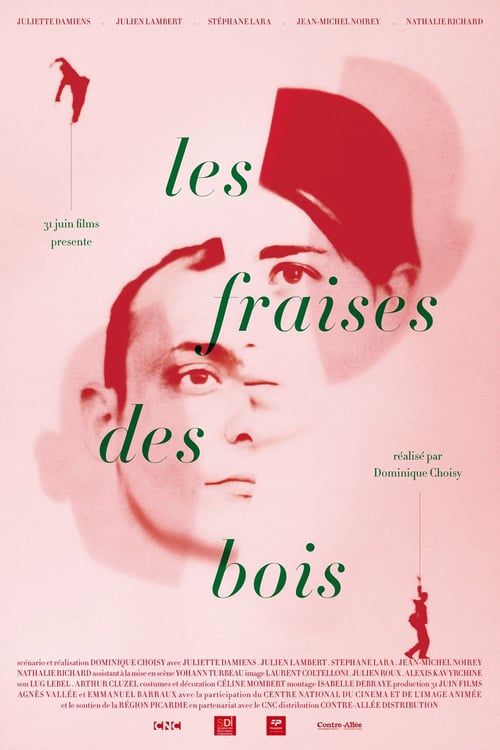 JULIETTE DAMIENS . JULIEN LAMBERT . STÉPHANE LARA . JEAN-MICHEL NOIREY . NATHALIE RICHARD
les
31 juin films
presente
fraises
des
réalisé par
Dominique Choisy
bois
scénario et réalisation DOMINIQUE CHOISY avec JULIETTE DAMIENS . JULIEN LAMBERT . STEPHANE LARA . JEAN-MICHEL NOIREY
NATHALIE RICHARD assistant à la mise en scène YOHANN TURBEAU image LAURENT COLTELLONI . JULIEN ROUX . ALEXIS KAVYRCHINE
son LUG LEBEL . ARTHUR CLUZEL costumes et décoration CÉLINE MOMBERT montage ISABELLE DEBRAYE production 31 JUIN FILMS
AGNÈS VALLÉE et EMMANUEL BARRAUX avec la participation du CENTRE NATIONAL DU CINEMA ET DE L'IMAGE ANIMÉE
et le soutien de la RÉGION PICARDIE en partenariat avec le CNC distribution CONTRE-ALLÉE DISTRIBUTION
CNC SD Contre-Allée